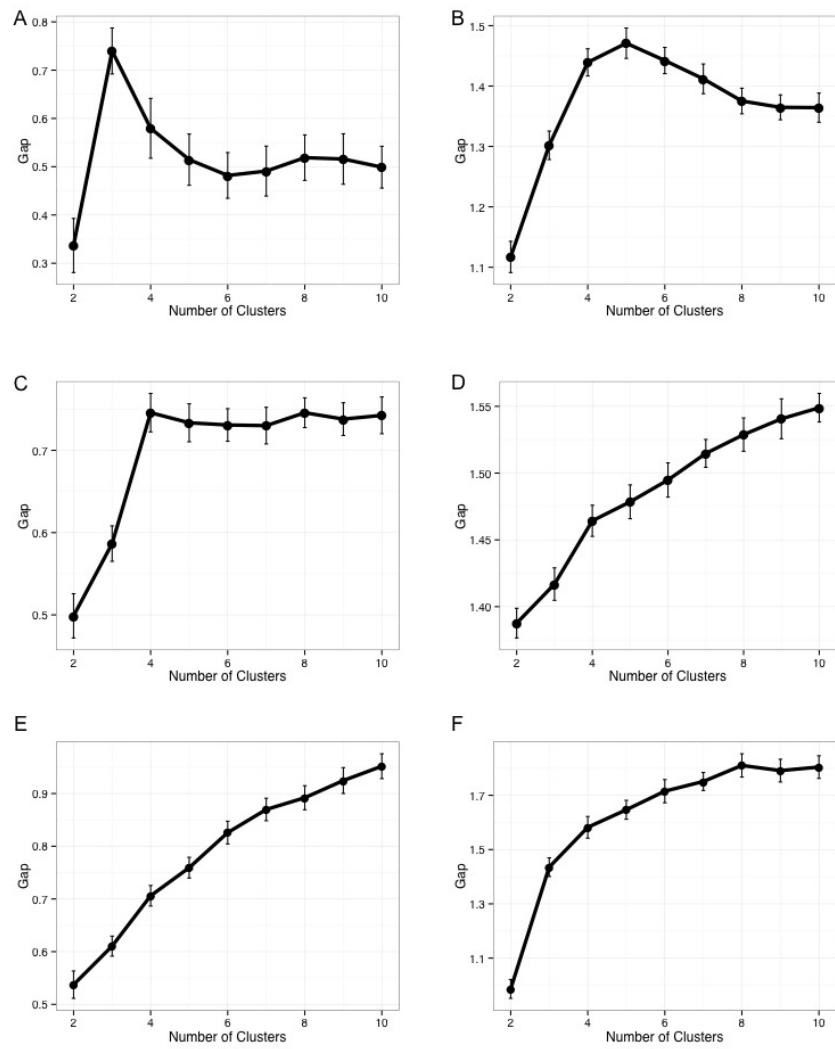 A
0.8
0.7
0.6
0.5
0.4
0.3
Gap
2 4 6 8 10
Number of Clusters
B
1.5
1.4
1.3
1.2
1.1
Gap
2 4 6 8 10
Number of Clusters
C
0.7
0.6
0.5
Gap
2 4 6 8 10
Number of Clusters
D
1.55
1.50
1.45
1.40
Gap
2 4 6 8 10
Number of Clusters
E
0.9
0.8
0.7
0.6
0.5
Gap
2 4 6 8 10
Number of Clusters
F
1.7
1.5
1.3
1.1
Gap
2 4 6 8 10
Number of Clusters